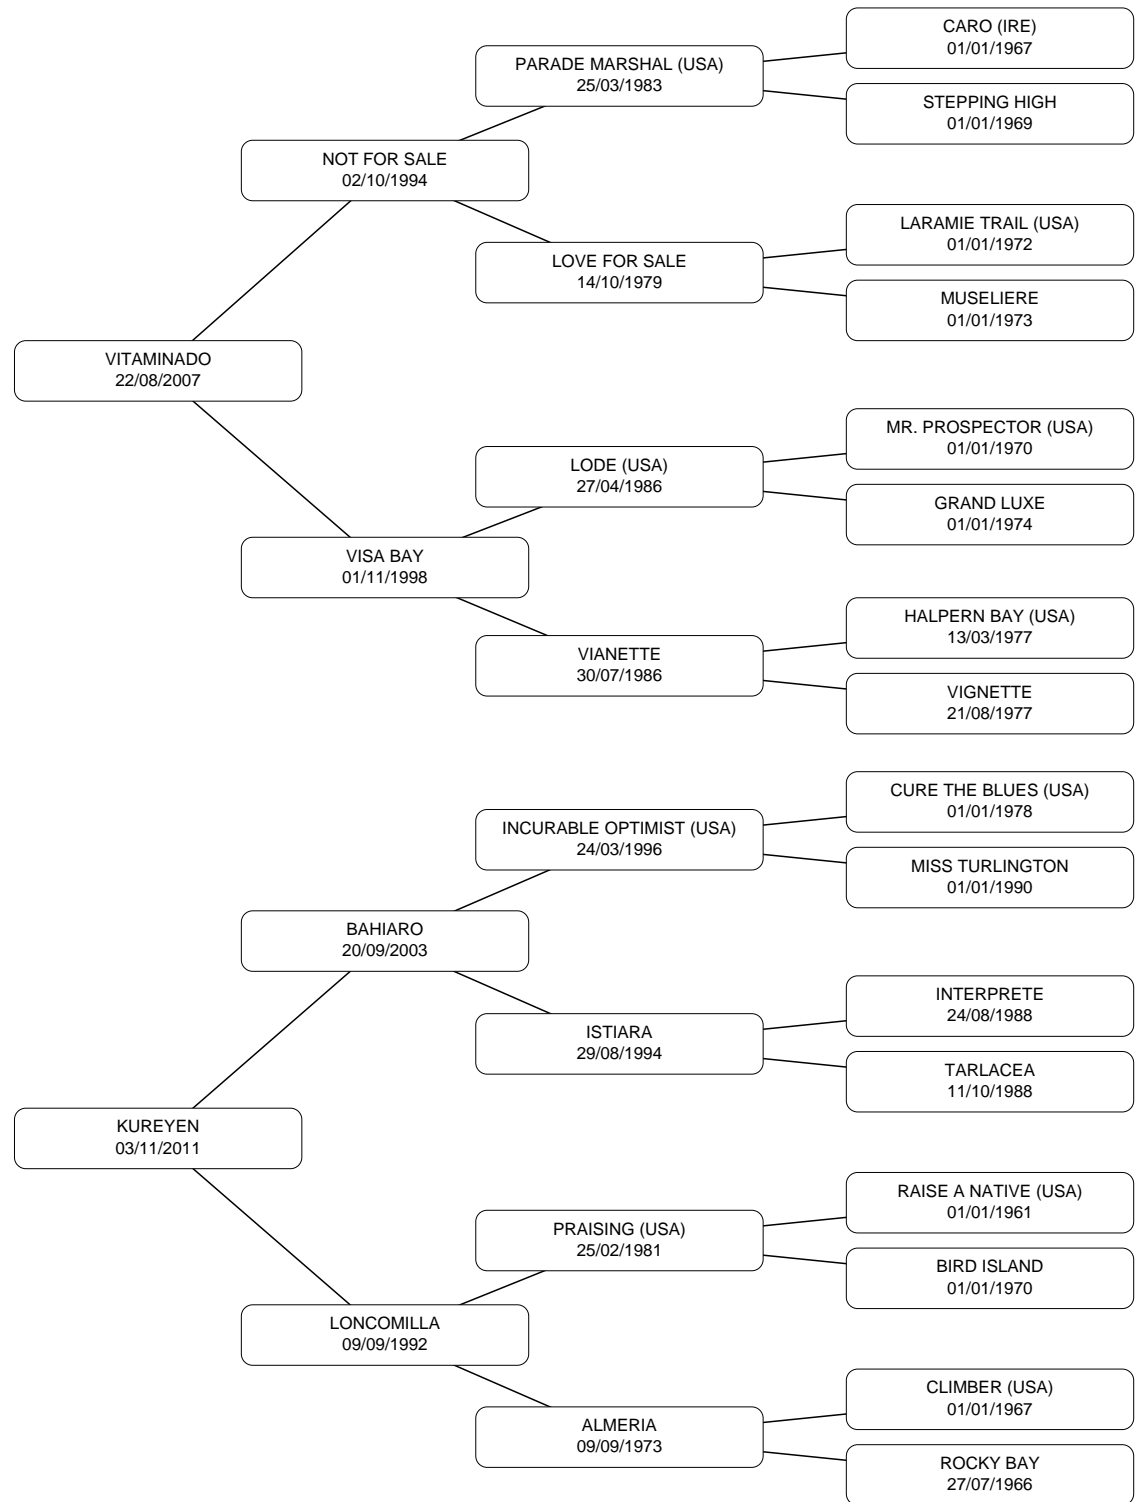 CARO (IRE)
01/01/1967
PARADE MARSHAL (USA)
25/03/1983
STEPPING HIGH
01/01/1969
NOT FOR SALE
02/10/1994
LARAMIE TRAIL (USA)
01/01/1972
LOVE FOR SALE
14/10/1979
MUSELIERE
01/01/1973
VITAMINADO
22/08/2007
MR. PROSPECTOR (USA)
01/01/1970
LODE (USA)
27/04/1986
GRAND LUXE
01/01/1974
VISA BAY
01/11/1998
HALPERN BAY (USA)
13/03/1977
VIANETTE
30/07/1986
VIGNETTE
21/08/1977
CURE THE BLUES (USA)
01/01/1978
INCURABLE OPTIMIST (USA)
24/03/1996
MISS TURLINGTON
01/01/1990
BAHIARO
20/09/2003
INTERPRETE
24/08/1988
ISTIARA
29/08/1994
TARLACEA
11/10/1988
KUREYEN
03/11/2011
RAISE A NATIVE (USA)
01/01/1961
PRAISING (USA)
25/02/1981
BIRD ISLAND
01/01/1970
LONCOMILLA
09/09/1992
CLIMBER (USA)
01/01/1967
ALMERIA
09/09/1973
ROCKY BAY
27/07/1966